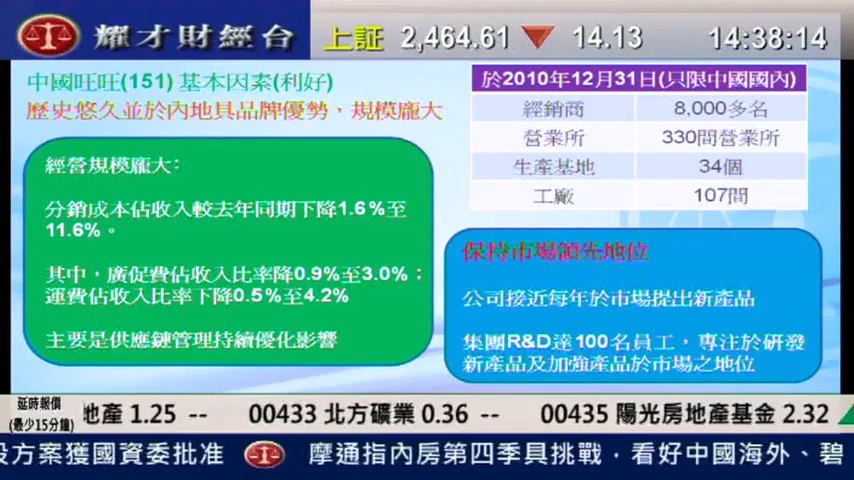 耀才財經台
上証 2,464.61 14.13 14:38:14
中國旺旺(151)基本因素(利好)
歷史悠久並於內地具品牌優勢，規模龐大
經營規模龐大:
分銷成本佔收入較去年同期下降1.6%至
11.6%。
其中，廣促費佔收入比率降0.9%至3.0%；
運費佔收入比率下降0.5%至4.2%
主要是供應鏈管理持續優化影響
於2010年12月31日(只限中國國內)
經銷商 8,000多名
營業所 330間營業所
生產基地 34個
工廠 107間
保持市場領先地位
公司接近每年於市場提出新產品
集團R&D達100名員工，專注於研發
新產品及加強產品於市場之地位
延時報價
(最少15分鐘)
地產 1.25 -- 00433 北方礦業 0.36 -- 00435 陽光房地產基金 2.32
方案獲國資委批准 摩通指內房第四季具挑戰，看好中國海外、碧